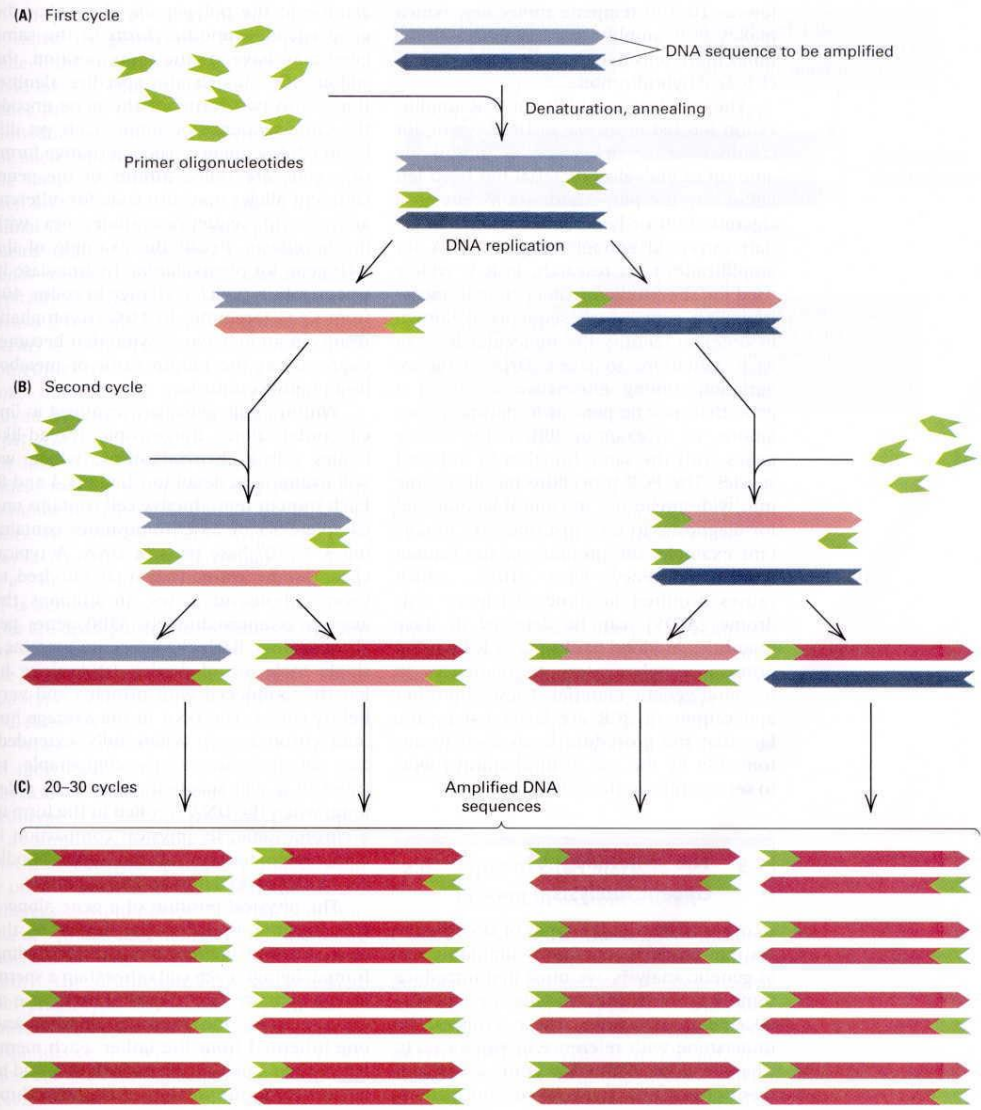 (A) First cycle
DNA sequence to be amplified
Denaturation, annealing
Primer oligonucleotides
DNA replication
(B) Second cycle
(C) 20–30 cycles
Amplified DNA
sequences